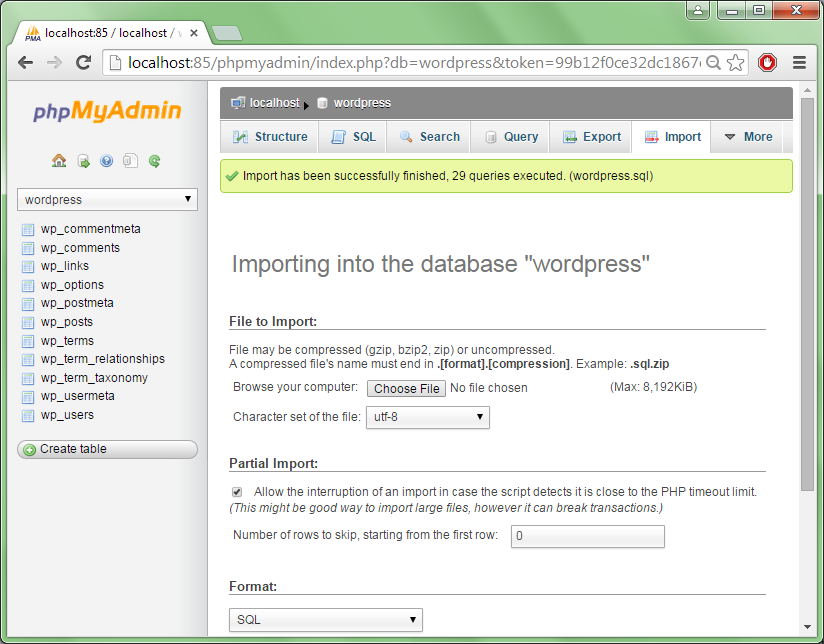 PMA
localhost:85 / localhost /
localhost:85/phpmyadmin/index.php?db=wordpress&token=99b12f0ce32dc1867
phpMyAdmin
wordpress
wp_commentmeta
wp_comments
wp_links
wp_options
wp_postmeta
wp_posts
wp_terms
wp_term_relationships
wp_term_taxonomy
wp_usermeta
wp_users
Create table
localhost
wordpress
Structure
SQL
Search
Query
Export
Import
More
Import has been successfully finished, 29 queries executed. (wordpress.sql)
Importing into the database "wordpress"
File to Import:
File may be compressed (gzip, bzip2, zip) or uncompressed.
A compressed file's name must end in .[format].[compression]. Example: .sql.zip
Browse your computer: Choose File No file chosen (Max: 8,192KiB)
Character set of the file: utf-8
Partial Import:
Allow the interruption of an import in case the script detects it is close to the PHP timeout limit.
(This might be good way to import large files, however it can break transactions.)
Number of rows to skip, starting from the first row: 0
Format:
SQL